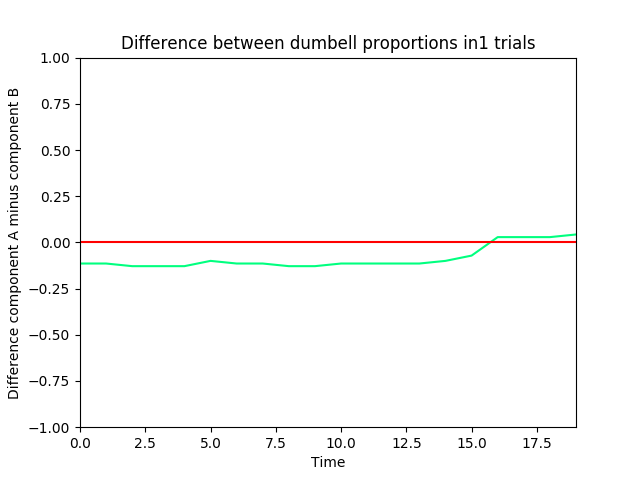 Difference between dumbell proportions in1 trials
Difference component A minus component B
1.00
0.75
0.50
0.25
0.00
−0.25
−0.50
−0.75
−1.00
0.0 2.5 5.0 7.5 10.0 12.5 15.0 17.5
Time